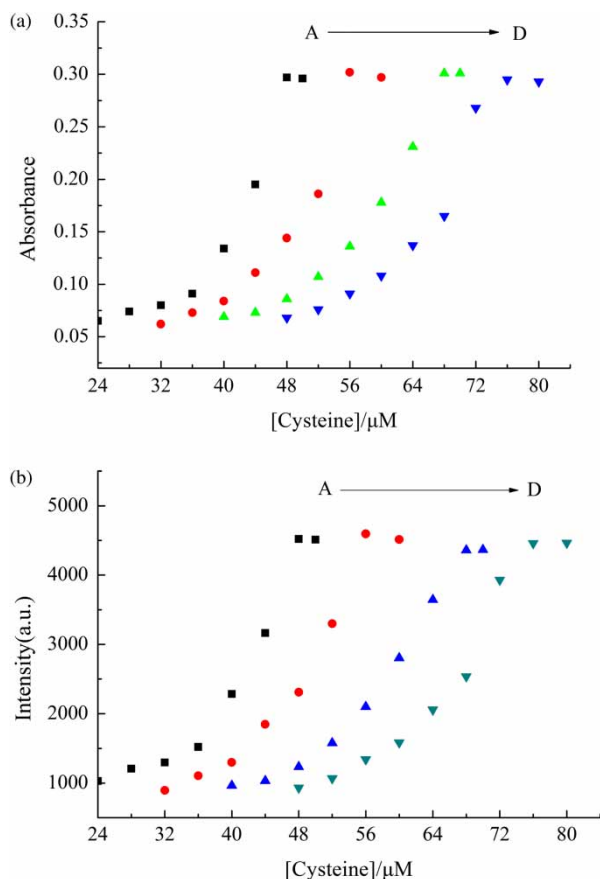 (a)
A D
0.35
0.30
0.25
0.20
0.15
0.10
0.05
Absorbance
24 32 40 48 56 64 72 80
[Cysteine]/μM
(b)
A D
5000
4000
3000
2000
1000
Intensity(a.u.)
24 32 40 48 56 64 72 80
[Cysteine]/μM